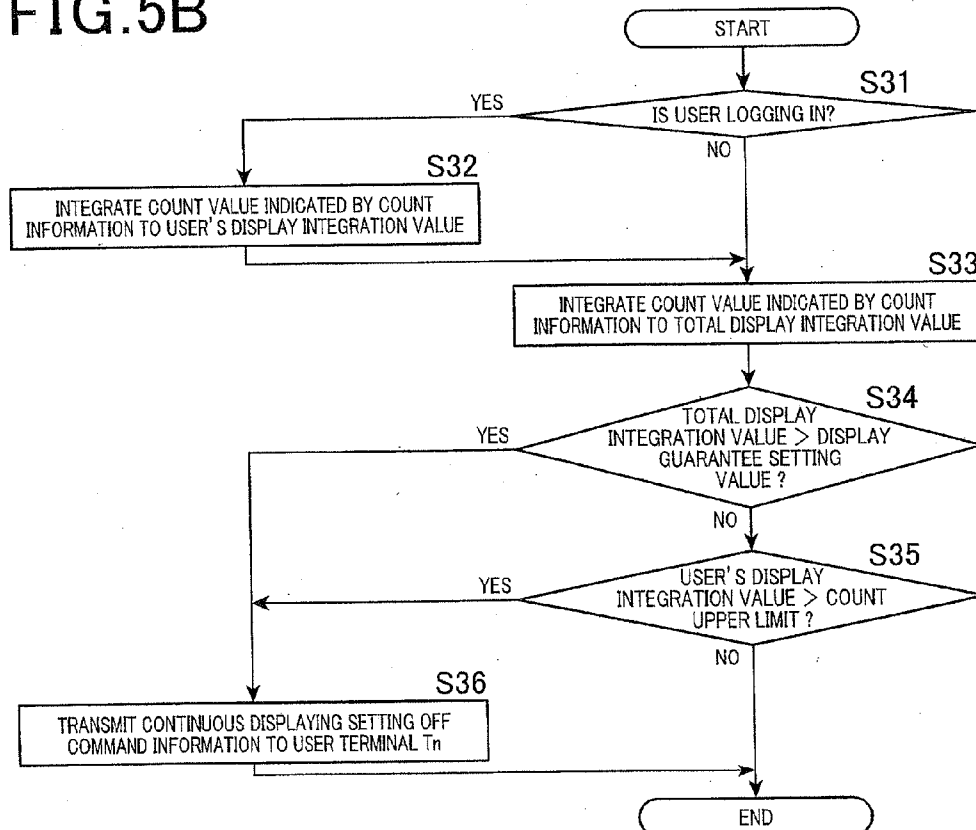 FIG.5B
START
S31
IS USER LOGGING IN?
YES
NO
S32
INTEGRATE COUNT VALUE INDICATED BY COUNT
INFORMATION TO USER'S DISPLAY INTEGRATION VALUE
S33
INTEGRATE COUNT VALUE INDICATED BY COUNT
INFORMATION TO TOTAL DISPLAY INTEGRATION VALUE
S34
TOTAL DISPLAY
INTEGRATION VALUE > DISPLAY
GUARANTEE SETTING
VALUE ?
YES
NO
S35
USER'S DISPLAY
INTEGRATION VALUE > COUNT
UPPER LIMIT ?
YES
NO
S36
TRANSMIT CONTINUOUS DISPLAYING SETTING OFF
COMMAND INFORMATION TO USER TERMINAL Tn
END